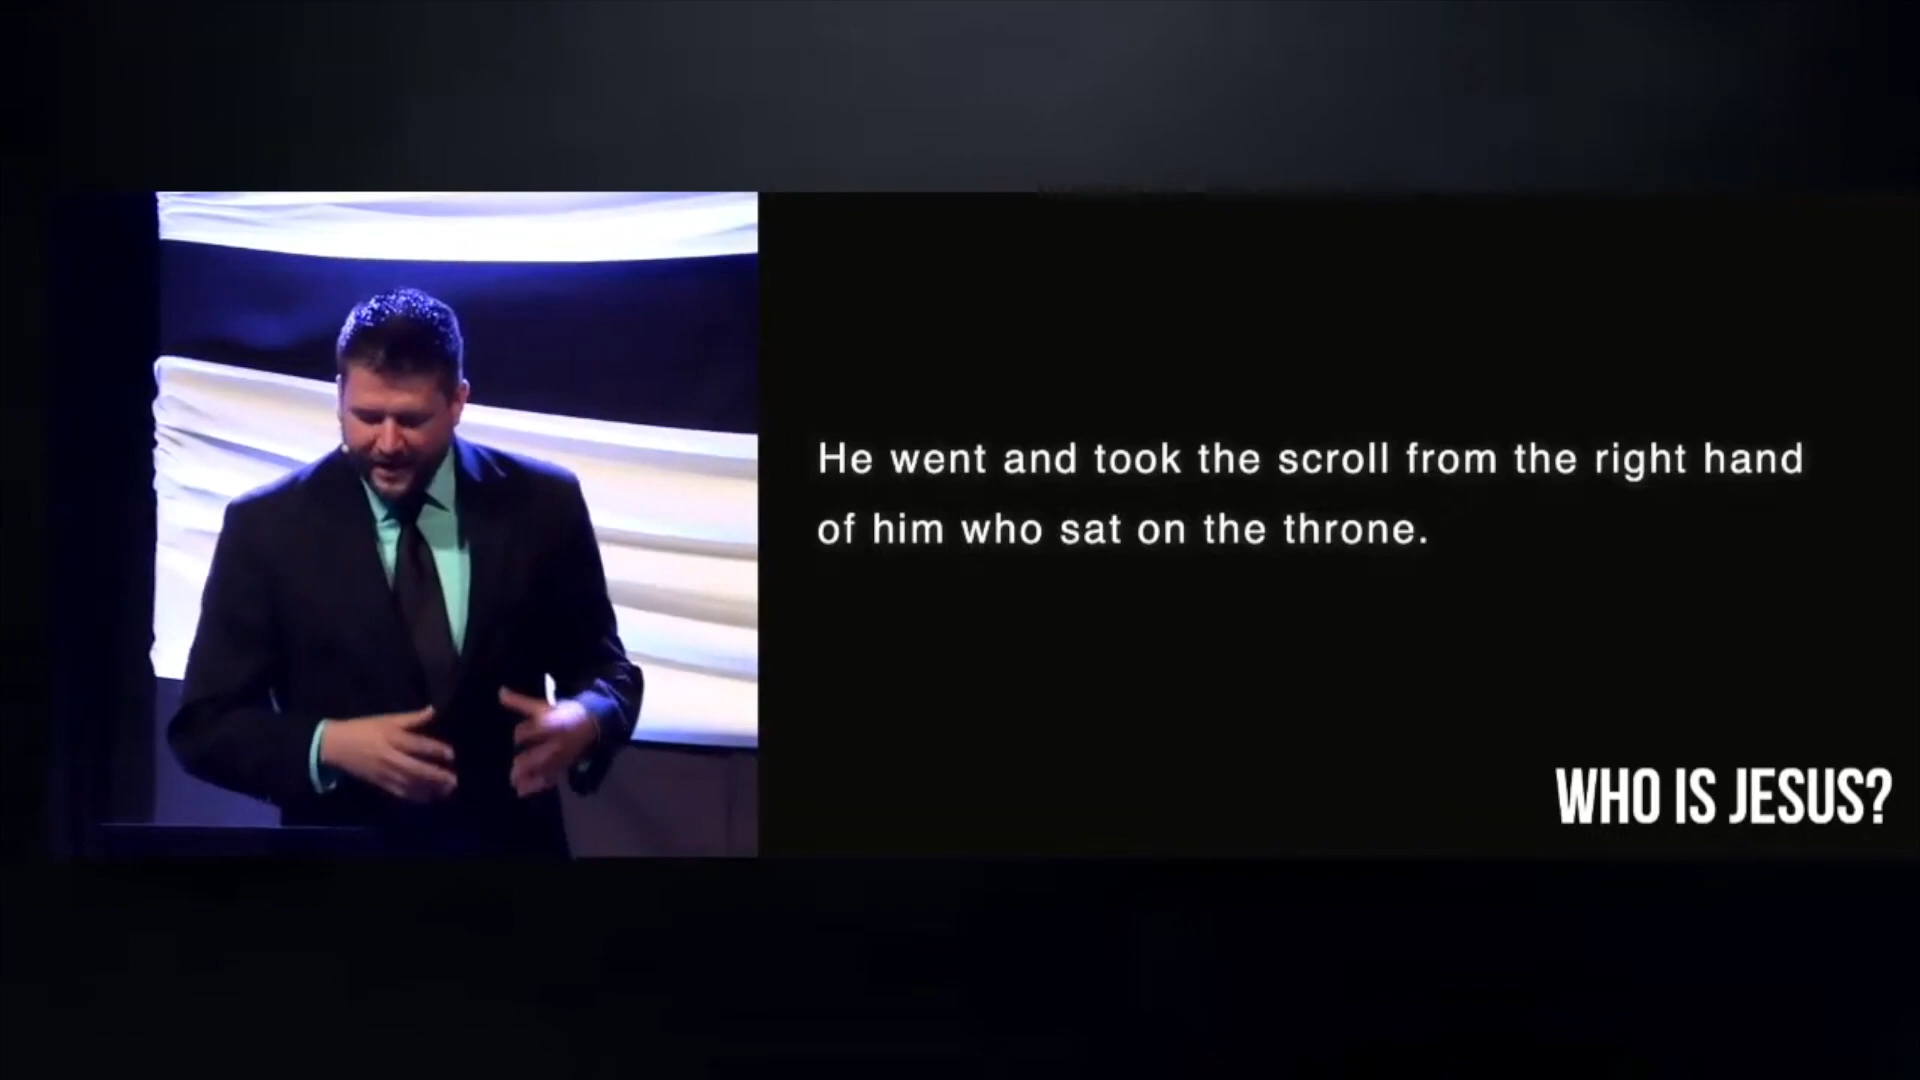 He went and took the scroll from the right hand
of him who sat on the throne.
WHO IS JESUS?